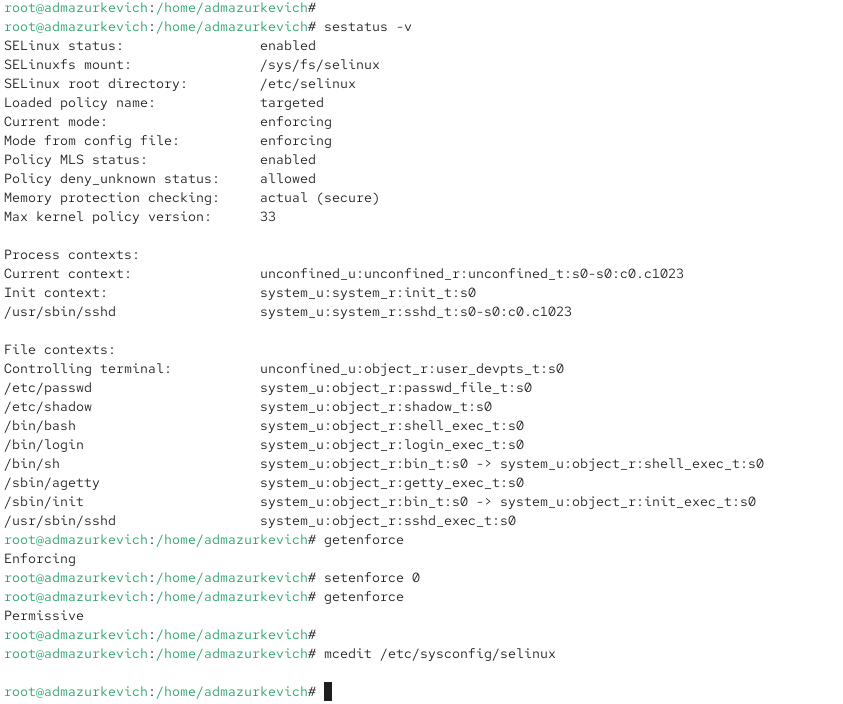 root@admazurkevich:/home/admazurkevich#
root@admazurkevich:/home/admazurkevich# sestatus -v
SELinux status:                 enabled
SELinuxfs mount:                /sys/fs/selinux
SELinux root directory:         /etc/selinux
Loaded policy name:             targeted
Current mode:                   enforcing
Mode from config file:          enforcing
Policy MLS status:              enabled
Policy deny_unknown status:     allowed
Memory protection checking:     actual (secure)
Max kernel policy version:      33

Process contexts:
Current context:                unconfined_u:unconfined_r:unconfined_t:s0-s0:c0.c1023
Init context:                   system_u:system_r:init_t:s0
/usr/sbin/sshd                  system_u:system_r:sshd_t:s0-s0:c0.c1023

File contexts:
Controlling terminal:           unconfined_u:object_r:user_devpts_t:s0
/etc/passwd                     system_u:object_r:passwd_file_t:s0
/etc/shadow                     system_u:object_r:shadow_t:s0
/bin/bash                       system_u:object_r:shell_exec_t:s0
/bin/login                      system_u:object_r:login_exec_t:s0
/bin/sh                         system_u:object_r:bin_t:s0 -> system_u:object_r:shell_exec_t:s0
/sbin/agetty                    system_u:object_r:getty_exec_t:s0
/sbin/init                      system_u:object_r:bin_t:s0 -> system_u:object_r:init_exec_t:s0
/usr/sbin/sshd                  system_u:object_r:sshd_exec_t:s0
root@admazurkevich:/home/admazurkevich# getenforce
Enforcing
root@admazurkevich:/home/admazurkevich# setenforce 0
root@admazurkevich:/home/admazurkevich# getenforce
Permissive
root@admazurkevich:/home/admazurkevich#
root@admazurkevich:/home/admazurkevich# mcedit /etc/sysconfig/selinux

root@admazurkevich:/home/admazurkevich#